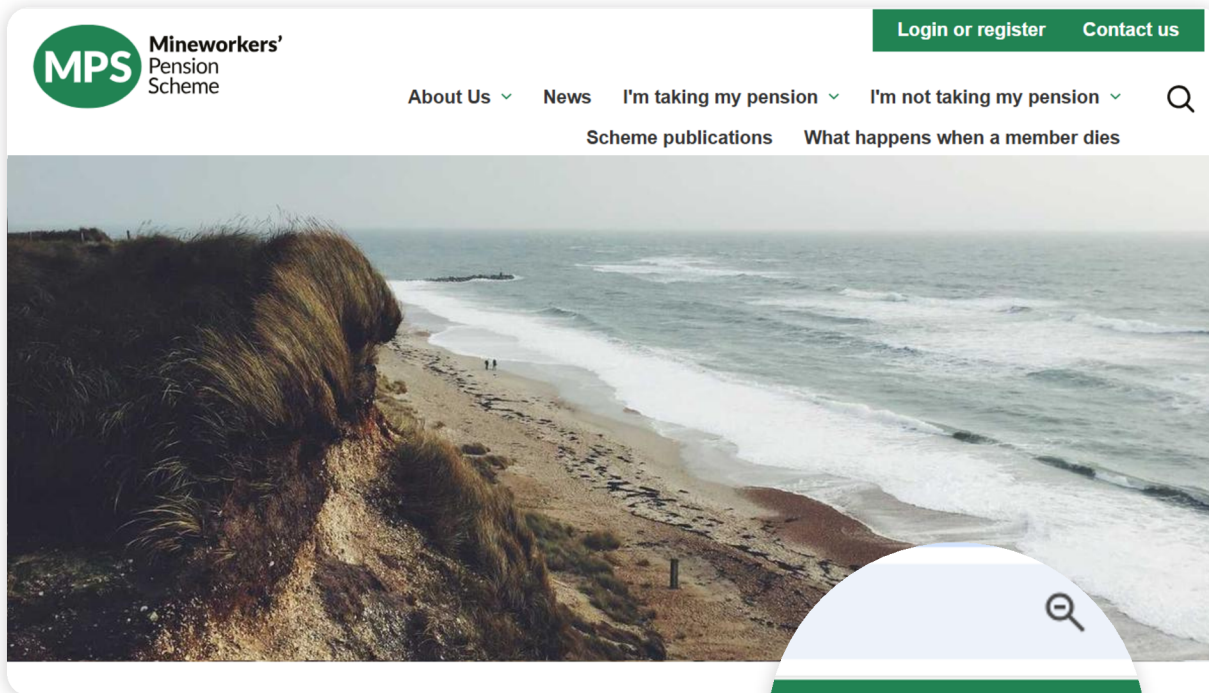 Login or register Contact us
MPS
Mineworkers'
Pension
Scheme
About Us News I'm taking my pension I'm not taking my pension
Scheme publications What happens when a member dies